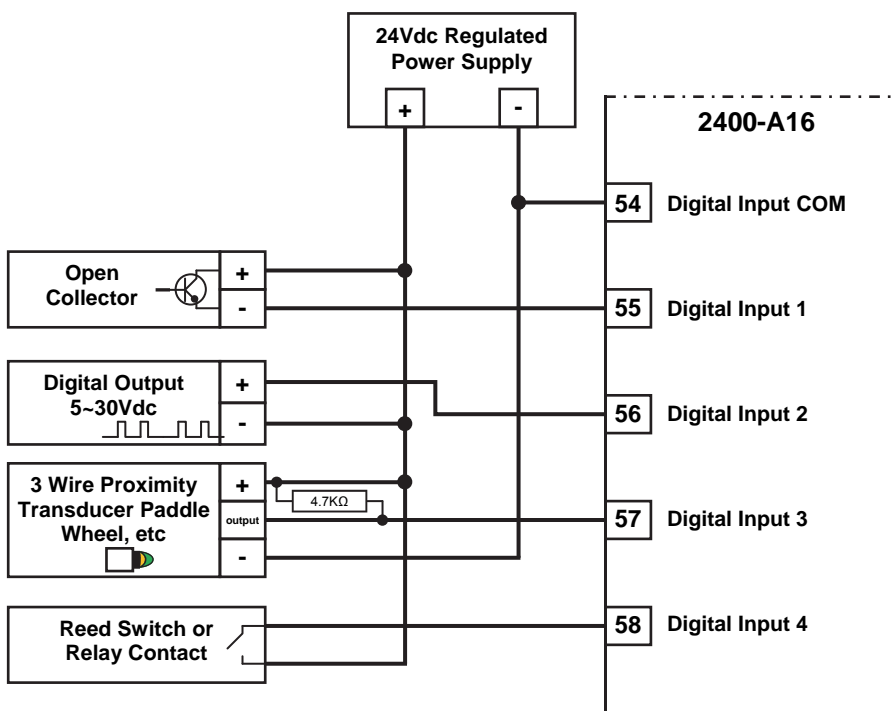 24Vdc Regulated
Power Supply
+
-
2400-A16
54
Digital Input COM
Open
Collector
+
-
55
Digital Input 1
Digital Output
5~30Vdc
+
-
56
Digital Input 2
3 Wire Proximity
Transducer Paddle
Wheel, etc
+
output
-
4.7KΩ
57
Digital Input 3
Reed Switch or
Relay Contact
58
Digital Input 4